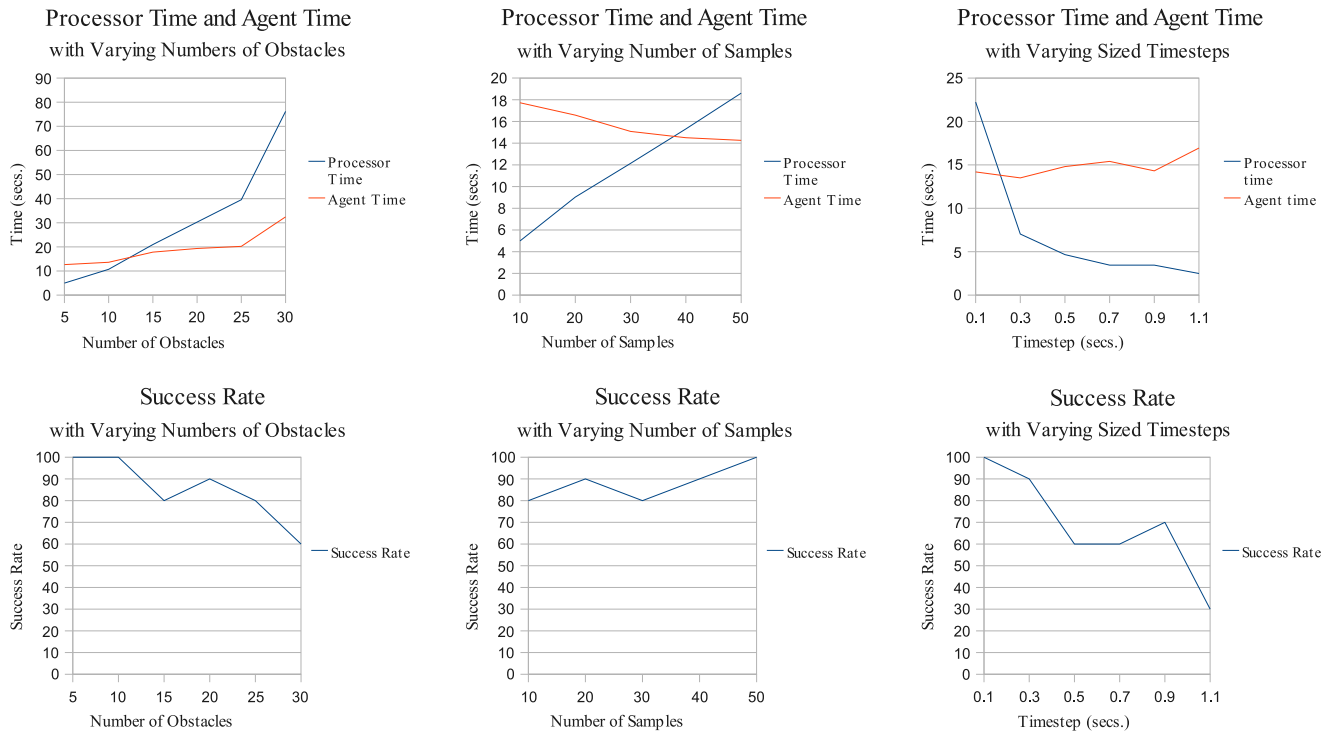 Processor Time and Agent Time
with Varying Numbers of Obstacles
90
80
70
60
50
40
30
20
10
0
Time (secs.)
5 10 15 20 25 30
Number of Obstacles
Processor
Time
Agent Time
Processor Time and Agent Time
with Varying Number of Samples
20
18
16
14
12
10
8
6
4
2
0
Time (secs.)
10 20 30 40 50
Number of Samples
Processor
Time
Agent Time
Processor Time and Agent Time
with Varying Sized Timesteps
25
20
15
10
5
0
Time (secs.)
0.1 0.3 0.5 0.7 0.9 1.1
Timestep (secs.)
Processor
time
Agent time
Success Rate
with Varying Numbers of Obstacles
100
90
80
70
60
50
40
30
20
10
0
Success Rate
5 10 15 20 25 30
Number of Obstacles
Success Rate
Success Rate
with Varying Number of Samples
100
90
80
70
60
50
40
30
20
10
0
Success Rate
10 20 30 40 50
Number of Samples
Success Rate
Success Rate
with Varying Sized Timesteps
100
90
80
70
60
50
40
30
20
10
0
Success Rate
0.1 0.3 0.5 0.7 0.9 1.1
Timestep (secs.)
Success Rate